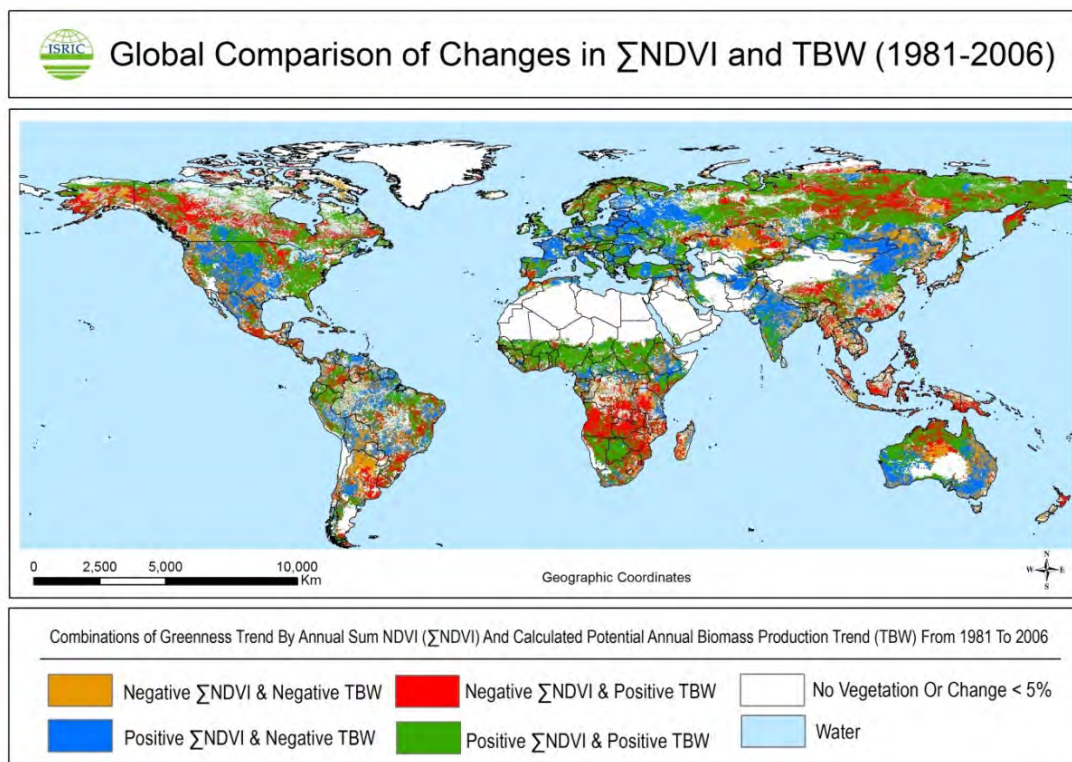 ISRIC
Global Comparison of Changes in ∑NDVI and TBW (1981-2006)
0 2,500 5,000 10,000
Km
Geographic Coordinates
N
W E
S
Combinations of Greenness Trend By Annual Sum NDVI (∑NDVI) And Calculated Potential Annual Biomass Production Trend (TBW) From 1981 To 2006
Negative ∑NDVI & Negative TBW
Negative ∑NDVI & Positive TBW
No Vegetation Or Change < 5%
Positive ∑NDVI & Negative TBW
Positive ∑NDVI & Positive TBW
Water